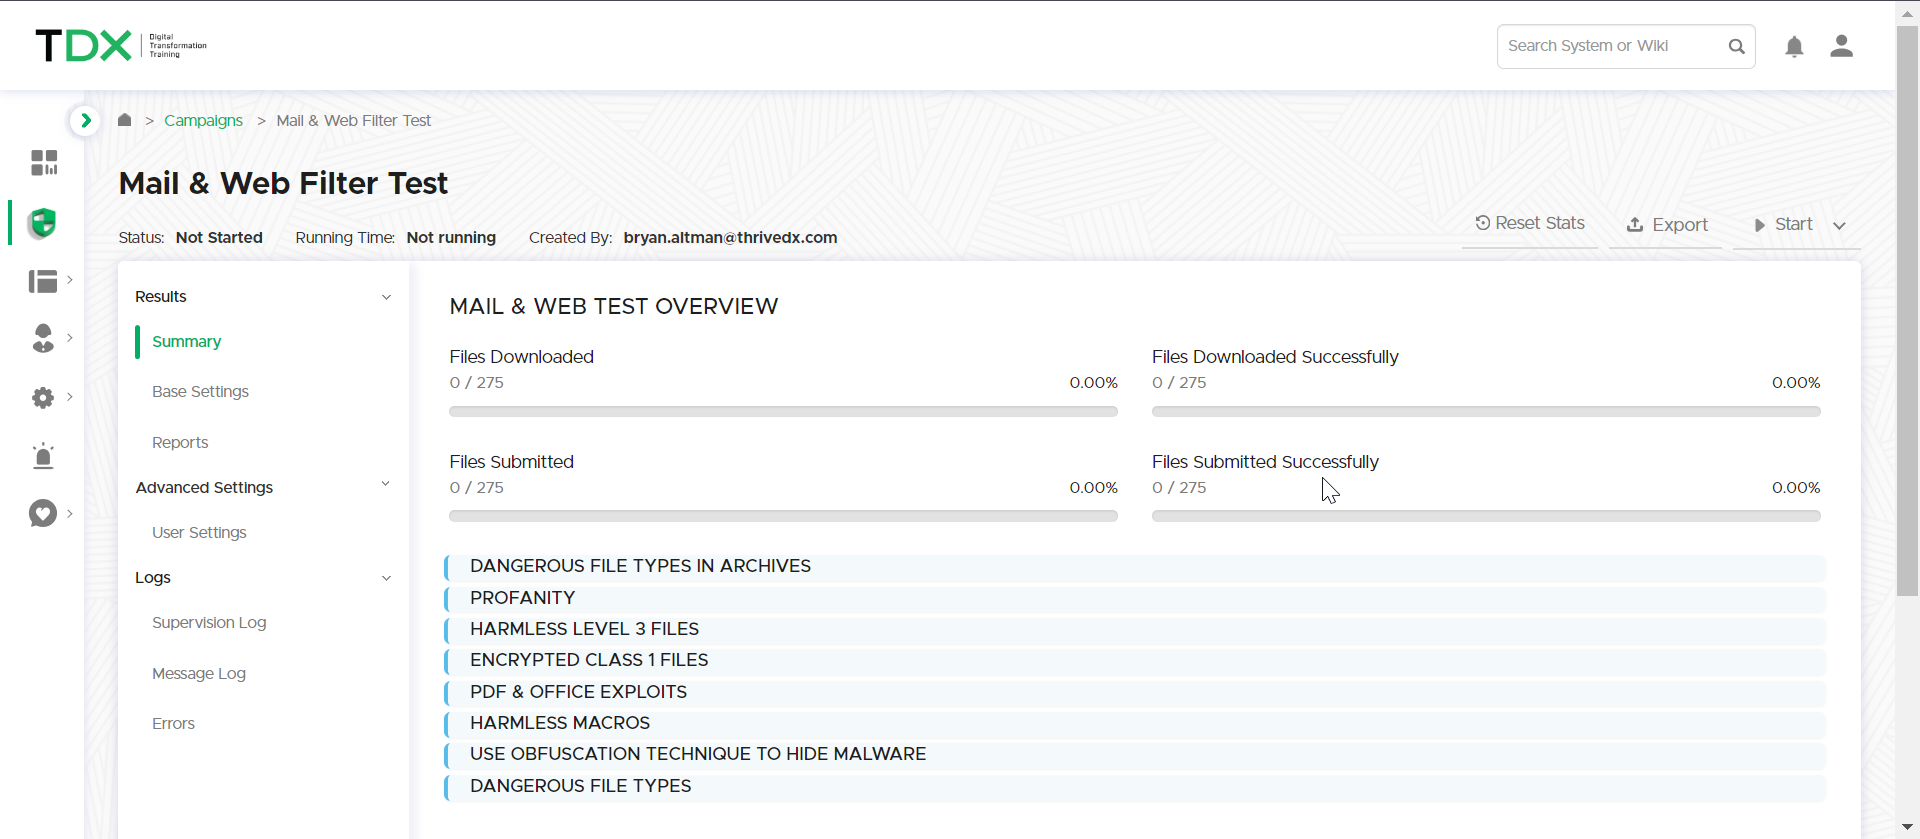 TDX
Digital
Transformation
Training
Search System or Wiki
> Campaigns > Mail & Web Filter Test
Mail & Web Filter Test
Status: Not Started Running Time: Not running Created By: bryan.altman@thrivedx.com
Reset Stats Export Start
Results
Summary
Base Settings
Reports
Advanced Settings
User Settings
Logs
Supervision Log
Message Log
Errors
MAIL & WEB TEST OVERVIEW
Files Downloaded
0 / 275 0.00%
Files Downloaded Successfully
0 / 275 0.00%
Files Submitted
0 / 275 0.00%
Files Submitted Successfully
0 / 275 0.00%
DANGEROUS FILE TYPES IN ARCHIVES
PROFANITY
HARMLESS LEVEL 3 FILES
ENCRYPTED CLASS 1 FILES
PDF & OFFICE EXPLOITS
HARMLESS MACROS
USE OBFUSCATION TECHNIQUE TO HIDE MALWARE
DANGEROUS FILE TYPES